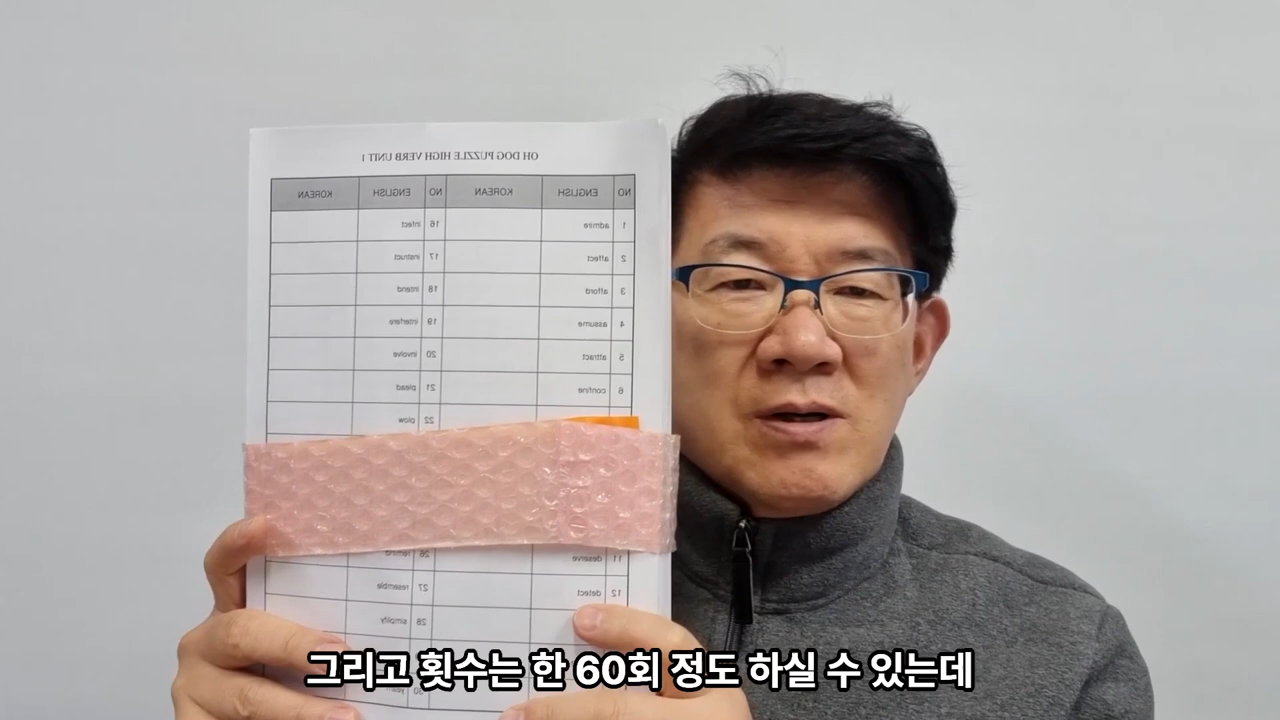 OH DOG PUZZLE HIGH VERB UNIT 1
NO ENGLISH KOREAN NO ENGLISH KOREAN
1 admire 16 infect
2 affect 17 instruct
3 afford 18 intend
4 assume 19 interfere
5 attract 20 involve
6 confine 21 plead
22 plow
11 deserve 26 remind
12 detect 27 resemble
28 simplify
그리고 횟수는 한 60회 정도 하실 수 있는데